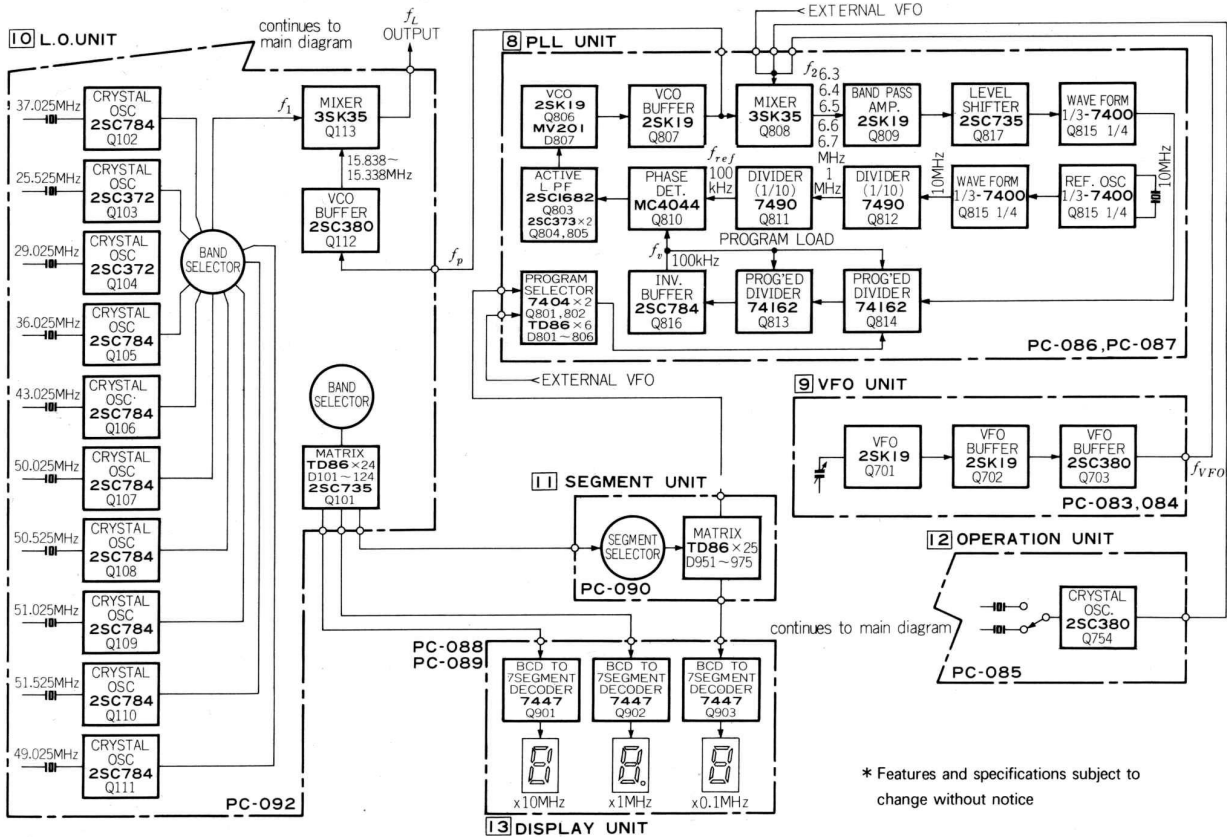 10 L.O.UNIT
continues to
main diagram
fL
OUTPUT
37.025MHz
CRYSTAL
OSC
2SC784
Q102
25.525MHz
CRYSTAL
OSC
2SC372
Q103
29.025MHz
CRYSTAL
OSC
2SC372
Q104
36.025MHz
CRYSTAL
OSC
2SC784
Q105
43.025MHz
CRYSTAL
OSC
2SC784
Q106
50.025MHz
CRYSTAL
OSC
2SC784
Q107
50.525MHz
CRYSTAL
OSC
2SC784
Q108
51.025MHz
CRYSTAL
OSC
2SC784
Q109
51.525MHz
CRYSTAL
OSC
2SC784
Q110
49.025MHz
CRYSTAL
OSC
2SC784
Q111
BAND
SELECTOR
f1
MIXER
3SK35
Q113
15.838~
15.338MHz
VCO
BUFFER
2SC380
Q112
fp
BAND
SELECTOR
MATRIX
TD86×24
D101~124
2SC735
Q101
PC-092
EXTERNAL VFO
8 PLL UNIT
VCO
2SK19
Q806
MV201
D807
VCO
BUFFER
2SK19
Q807
MIXER
3SK35
Q808
f2
6.3
6.4
6.5
6.6
6.7
MHz
BAND PASS
AMP.
2SK19
Q809
LEVEL
SHIFTER
2SC735
Q817
WAVE FORM
1/3-7400
Q815 1/4
ACTIVE
L PF
2SC1682
Q803
2SC373×2
Q804,805
PHASE
DET.
MC4044
Q810
fref
100
kHz
DIVIDER
(1/10)
7490
Q811
1
MHz
DIVIDER
(1/10)
7490
Q812
10MHz
WAVE FORM
1/3-7400
Q815 1/4
REF. OSC
1/3-7400
Q815 1/4
10MHz
PROGRAM LOAD
fv
100kHz
PROGRAM
SELECTOR
7404×2
Q801,802
TD86×6
D801~806
INV.
BUFFER
2SC784
Q816
PROG'ED
DIVIDER
74162
Q813
PROG'ED
DIVIDER
74162
Q814
PC-086,PC-087
EXTERNAL VFO
9 VFO UNIT
VFO
2SK19
Q701
VFO
BUFFER
2SK19
Q702
VFO
BUFFER
2SC380
Q703
fVFO
PC-083,084
11 SEGMENT UNIT
SEGMENT
SELECTOR
MATRIX
TD86×25
D951~975
PC-090
12 OPERATION UNIT
CRYSTAL
OSC.
2SC380
Q754
continues to main diagram
PC-085
PC-088
PC-089
BCD TO
7SEGMENT
DECODER
7447
Q901
BCD TO
7SEGMENT
DECODER
7447
Q902
BCD TO
7SEGMENT
DECODER
7447
Q903
8
8.
8
x10MHz
x1MHz
x0.1MHz
13 DISPLAY UNIT
* Features and specifications subject to
change without notice